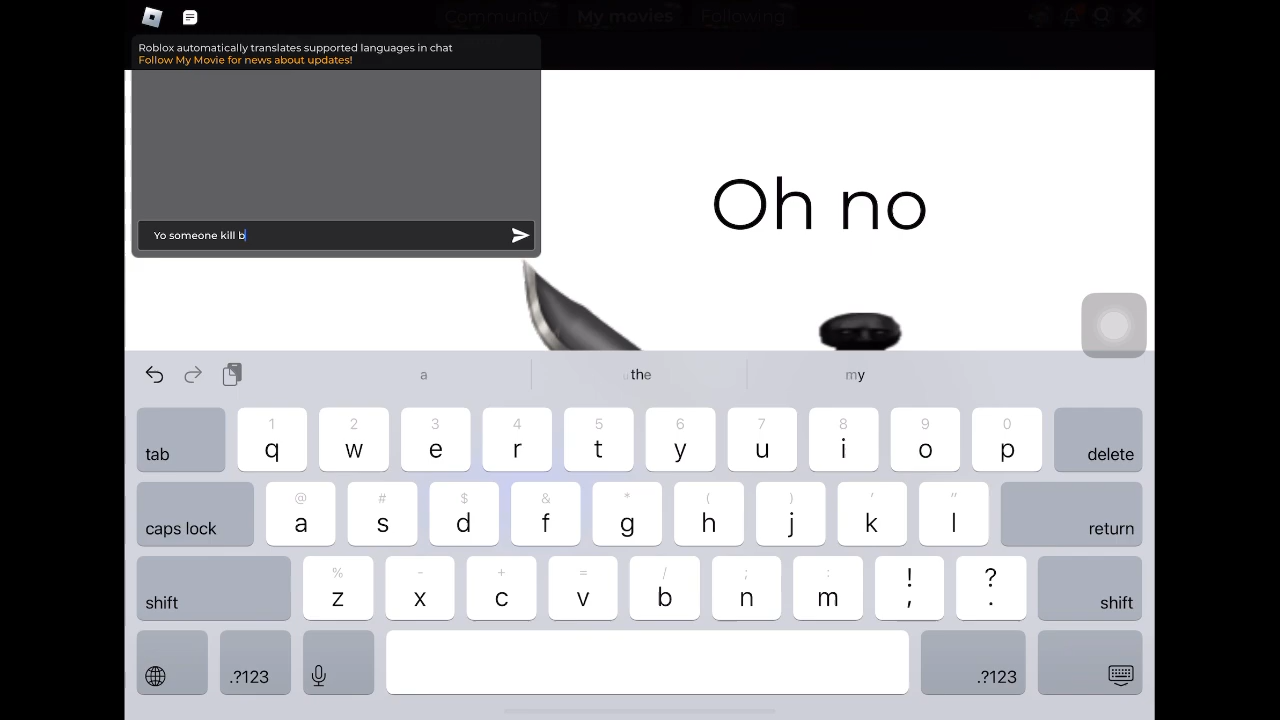 Community
My movies
Following
Roblox automatically translates supported languages in chat
Follow My Movie for news about updates!
Oh no
Yo someone kill b
a
the
my
1 2 3 4 5 6 7 8 9 0
tab q w e r t y u i o p delete
@ # $ & * ( ) ' "
caps lock a s d f g h j k l return
% - + = / ; : ! ?
shift z x c v b n m , . shift
.?123 .?123